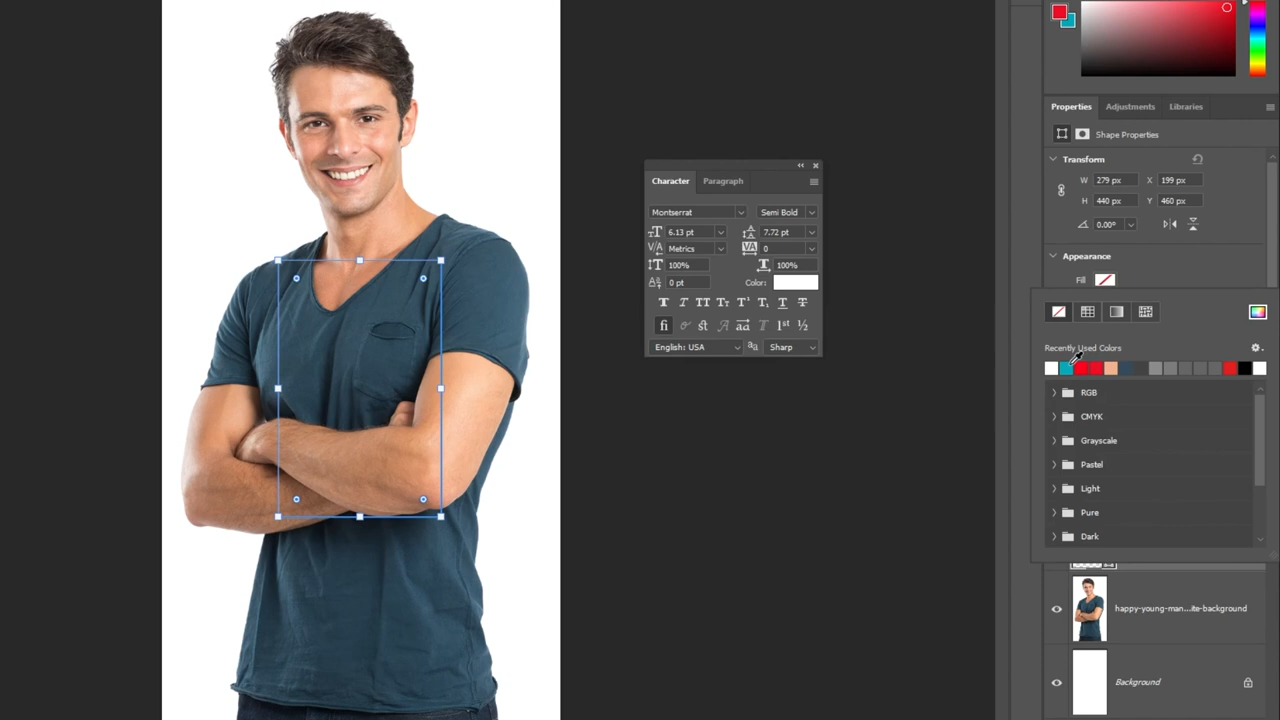 Properties Adjustments Libraries
Shape Properties
Transform
W 279 px X 199 px
H 440 px Y 460 px
0.00°
Appearance
Fill
Character Paragraph
Montserrat Semi Bold
6.13 pt 7.72 pt
Metrics 0
100% 100%
0 pt Color:
English: USA Sharp
Recently Used Colors
RGB
CMYK
Grayscale
Pastel
Light
Pure
Dark
happy-young-man...ite-background
Background